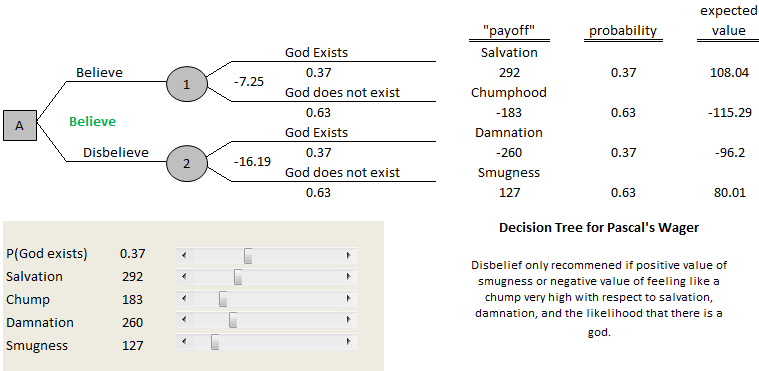 expected
"payoff" probability value
God Exists Salvation
Believe 0.37 292 0.37 108.04
1 -7.25
God does not exist Chumphood
A Believe 0.63 -183 0.63 -115.29
God Exists Damnation
Disbelieve 0.37 -260 0.37 -96.2
2 -16.19
God does not exist Smugness
0.63 127 0.63 80.01
Decision Tree for Pascal's Wager
P(God exists) 0.37
Salvation 292
Chump 183
Damnation 260
Smugness 127
Disbelief only recommened if positive value of
smugness or negative value of feeling like a
chump very high with respect to salvation,
damnation, and the likelihood that there is a
god.